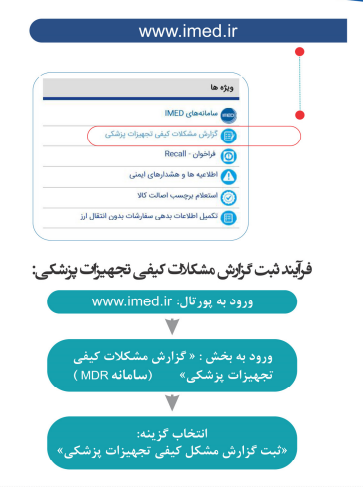 www.imed.ir
ویژه ها
سامانه‌های IMED
گزارش مشکلات کیفی تجهیزات پزشکی
فراخوان - Recall
اطلاعیه ها و هشدارهای ایمنی
استعلام برچسب اصالت کالا
تکمیل اطلاعات بدهی سفارشات بدون انتقال ارز
فرآیند ثبت گزارش مشکلات کیفی تجهیزات پزشکی:
ورود به پورتال: www.imed.ir
ورود به بخش : « گزارش مشکلات کیفی
تجهیزات پزشکی» (سامانه MDR )
انتخاب گزینه:
«ثبت گزارش مشکل کیفی تجهیزات پزشکی»